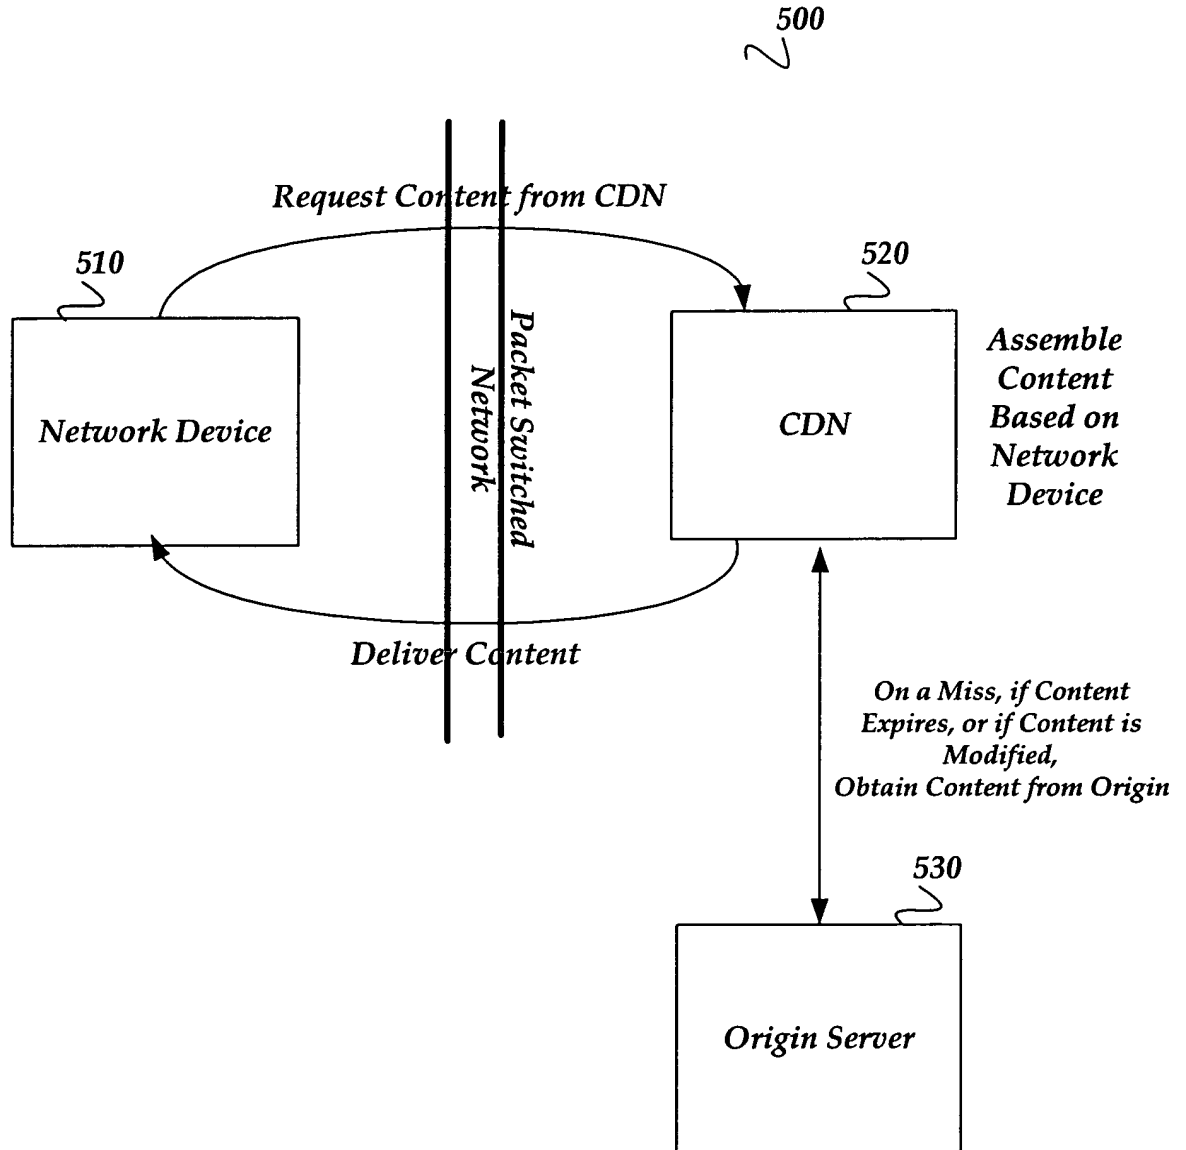 500
Request Content from CDN
510
520
Network Device
Packet Switched
Network
CDN
Assemble
Content
Based on
Network
Device
Deliver Content
On a Miss, if Content
Expires, or if Content is
Modified,
Obtain Content from Origin
530
Origin Server